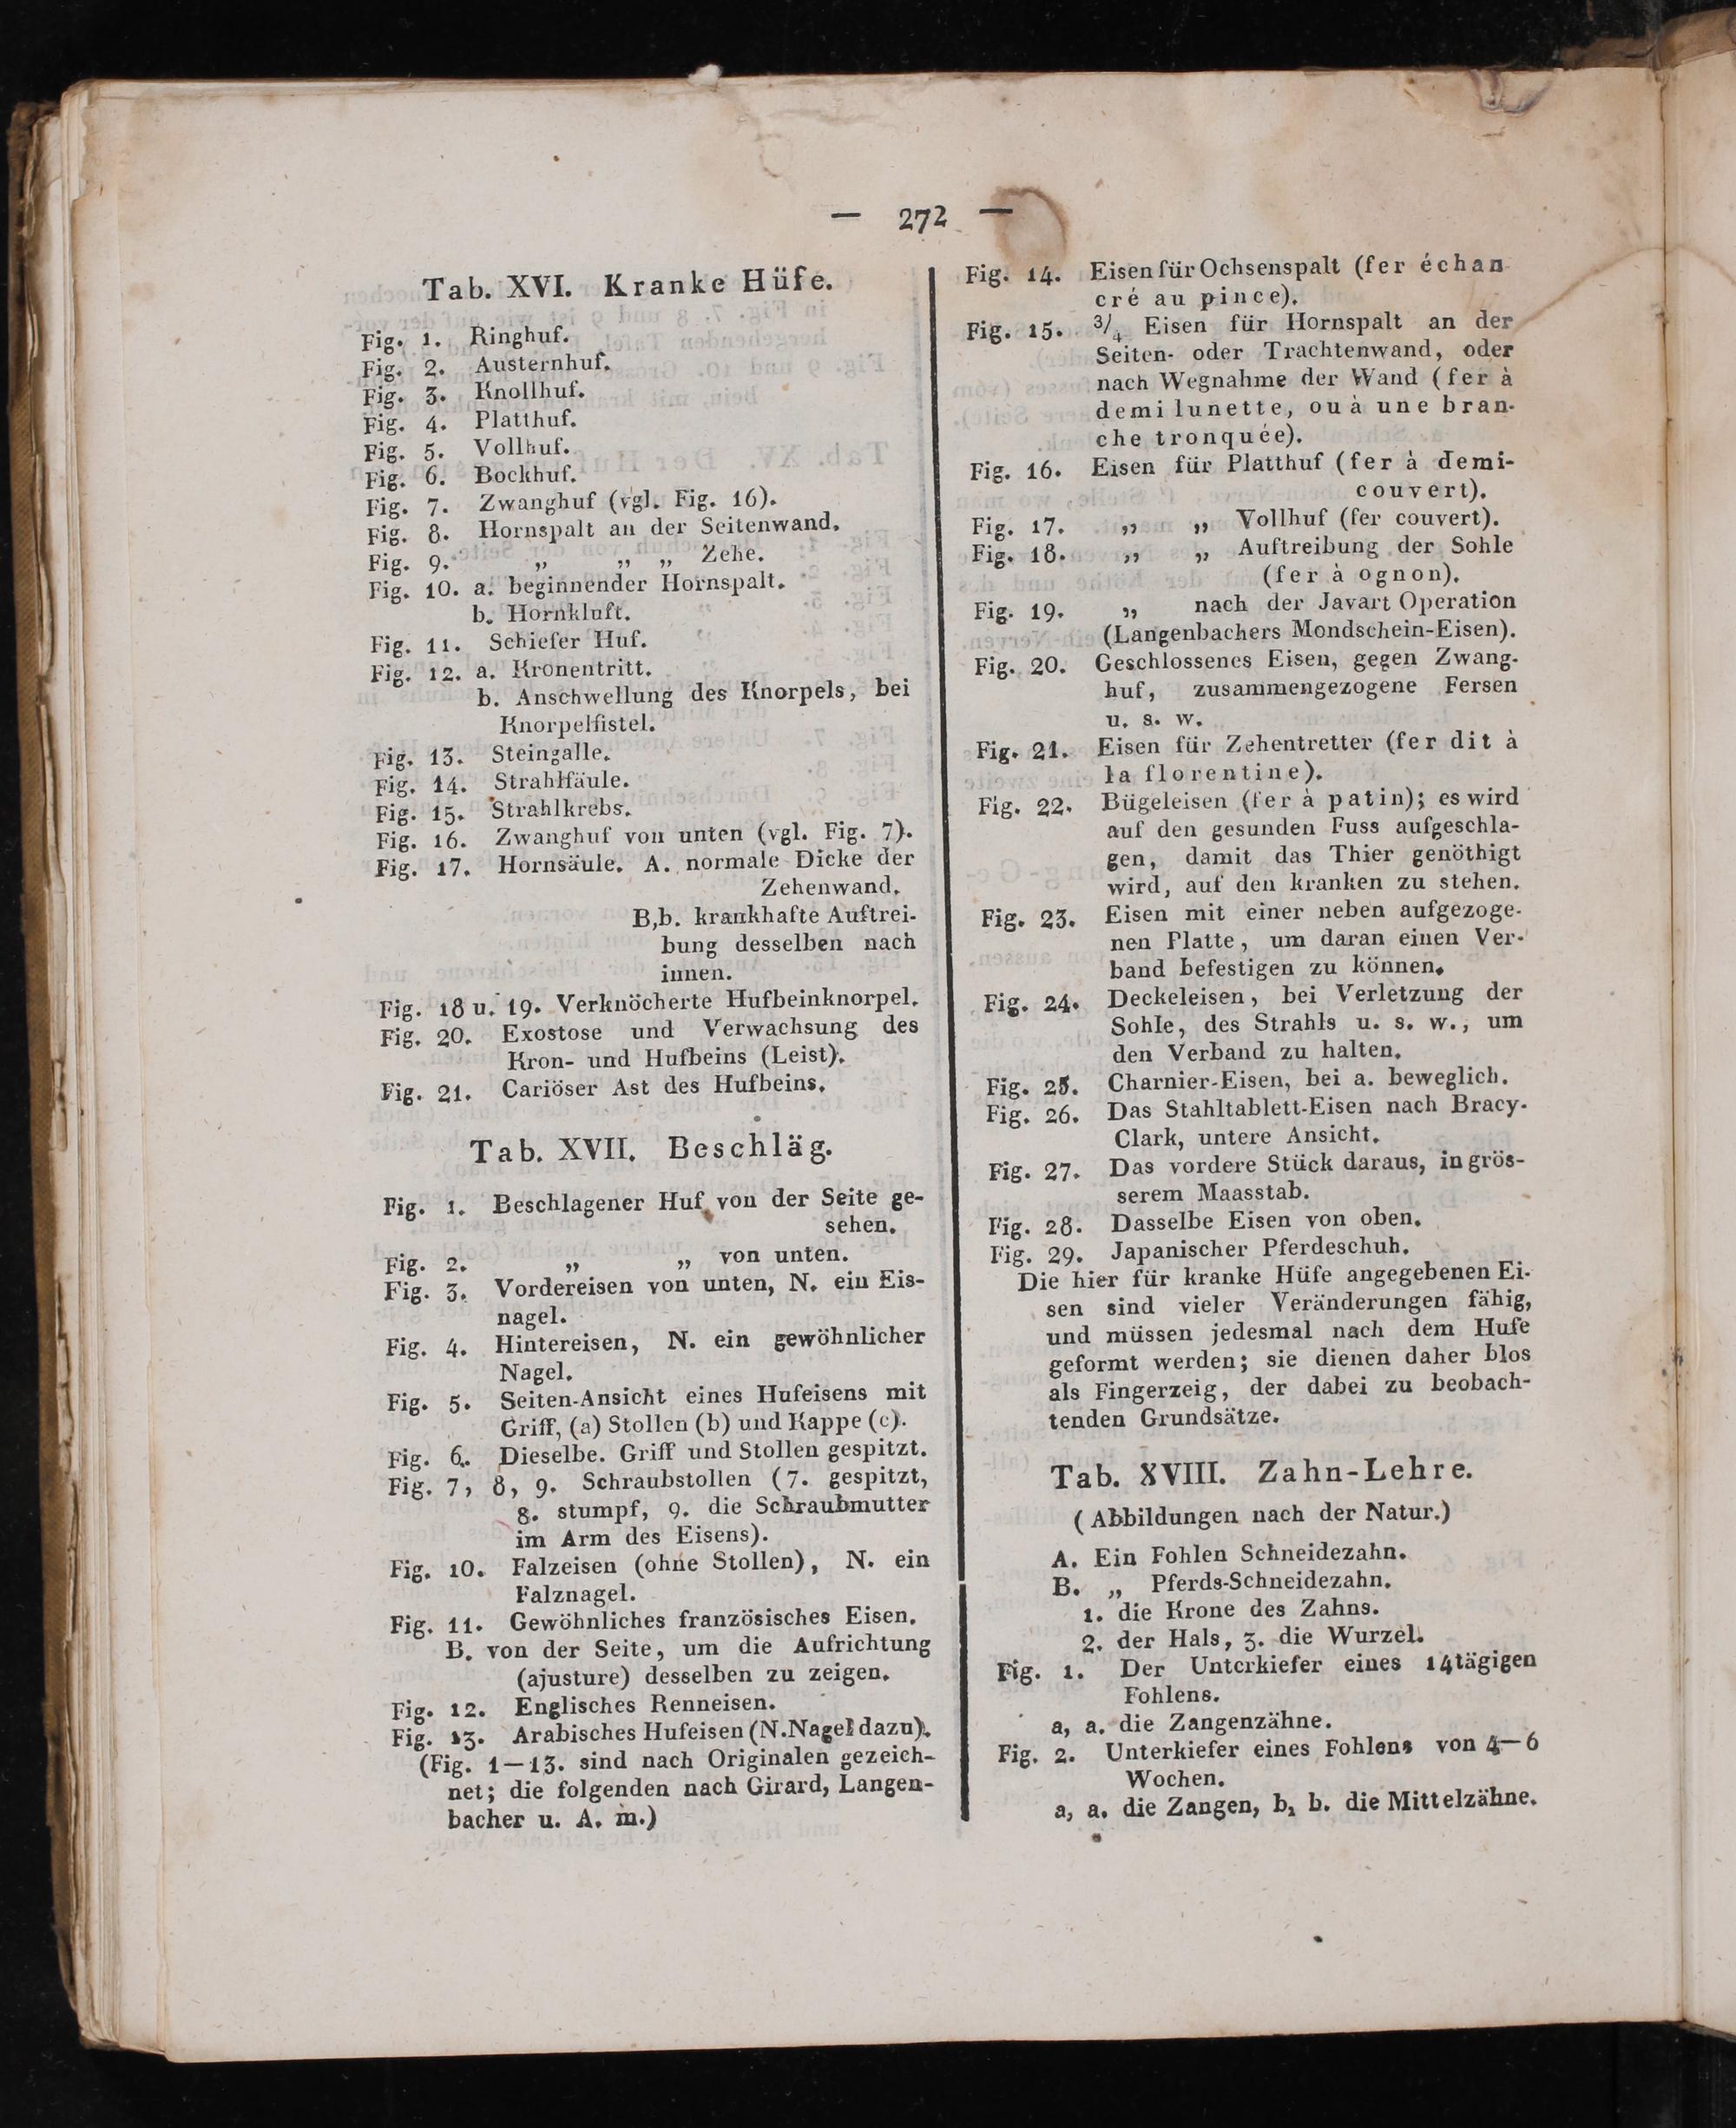 — 272 —
Tab. XVI. Kranke Hüfe.
Fig. 1. Ringhuf.
Fig. 2. Austernhuf.
Fig. 3. Knollhuf.
Fig. 4. Platthuf.
Fig. 5. Vollhuf.
Fig. 6. Bockhuf.
Fig. 7. Zwanghuf (vgl. Fig. 16).
Fig. 8. Hornspalt an der Seitenwand.
Fig. 9. „ „ „ Zehe.
Fig. 10. a. beginnender Hornspalt.
b. Hornkluft.
Fig. 11. Schiefer Huf.
Fig. 12. a. Kronentritt.
b. Anschwellung des Knorpels, bei
Knorpelfistel.
Fig. 13. Steingalle.
Fig. 14. Strahlfäule.
Fig. 15. Strahlkrebs.
Fig. 16. Zwanghuf von unten (vgl. Fig. 7).
Fig. 17. Hornsäule. A. normale Dicke der
Zehenwand.
B,b. krankhafte Auftrei-
bung desselben nach
innen.
Fig. 18 u. 19. Verknöcherte Hufbeinknorpel.
Fig. 20. Exostose und Verwachsung des
Kron- und Hufbeins (Leist).
Fig. 21. Cariöser Ast des Hufbeins.
Tab. XVII. Beschläg.
Fig. 1. Beschlagener Huf von der Seite ge-
sehen.
Fig. 2. „ „ von unten.
Fig. 3. Vordereisen von unten, N. ein Eis-
nagel.
Fig. 4. Hintereisen, N. ein gewöhnlicher
Nagel.
Fig. 5. Seiten-Ansicht eines Hufeisens mit
Griff, (a) Stollen (b) und Kappe (c).
Fig. 6. Dieselbe. Griff und Stollen gespitzt.
Fig. 7, 8, 9. Schraubstollen (7. gespitzt,
8. stumpf, 9. die Schraubmutter
im Arm des Eisens).
Fig. 10. Falzeisen (ohne Stollen), N. ein
Falznagel.
Fig. 11. Gewöhnliches französisches Eisen.
B. von der Seite, um die Aufrichtung
(ajusture) desselben zu zeigen.
Fig. 12. Englisches Renneisen.
Fig. 13. Arabisches Hufeisen (N. Nagel dazu).
(Fig. 1—13. sind nach Originalen gezeich-
net; die folgenden nach Girard, Langen-
bacher u. A. m.)
Fig. 14. Eisen für Ochsenspalt (fer échan-
cré au pince).
Fig. 15. 3/4 Eisen für Hornspalt an der
Seiten- oder Trachtenwand, oder
nach Wegnahme der Wand (fer à
demi lunette, ou à une bran-
che tronquée).
Fig. 16. Eisen für Platthuf (fer à demi-
couvert).
Fig. 17. „ „ Vollhuf (fer couvert).
Fig. 18. „ „ Auftreibung der Sohle
(fer à ognon).
Fig. 19. „ nach der Javart Operation
(Langenbachers Mondschein-Eisen).
Fig. 20. Geschlossenes Eisen, gegen Zwang-
huf, zusammengezogene Fersen
u. s. w.
Fig. 21. Eisen für Zehentretter (fer dit à
la florentine).
Fig. 22. Bügeleisen (fer à patin); es wird
auf den gesunden Fuss aufgeschla-
gen, damit das Thier genöthigt
wird, auf den kranken zu stehen.
Fig. 23. Eisen mit einer neben aufgezoge-
nen Platte, um daran einen Ver-
band befestigen zu können.
Fig. 24. Deckeleisen, bei Verletzung der
Sohle, des Strahls u. s. w., um
den Verband zu halten.
Fig. 25. Charnier-Eisen, bei a. beweglich.
Fig. 26. Das Stahltablett-Eisen nach Bracy-
Clark, untere Ansicht.
Fig. 27. Das vordere Stück daraus, in grös-
serem Maasstab.
Fig. 28. Dasselbe Eisen von oben.
Fig. 29. Japanischer Pferdeschuh.
Die hier für kranke Hüfe angegebenen Ei-
sen sind vieler Veränderungen fähig,
und müssen jedesmal nach dem Hufe
geformt werden; sie dienen daher blos
als Fingerzeig, der dabei zu beobach-
tenden Grundsätze.
Tab. XVIII. Zahn-Lehre.
(Abbildungen nach der Natur.)
A. Ein Fohlen Schneidezahn.
B. „ Pferds-Schneidezahn.
1. die Krone des Zahns.
2. der Hals, 3. die Wurzel.
Fig. 1. Der Unterkiefer eines 14tägigen
Fohlens.
a, a. die Zangenzähne.
Fig. 2. Unterkiefer eines Fohlens von 4—6
Wochen.
a, a. die Zangen, b, b. die Mittelzähne.